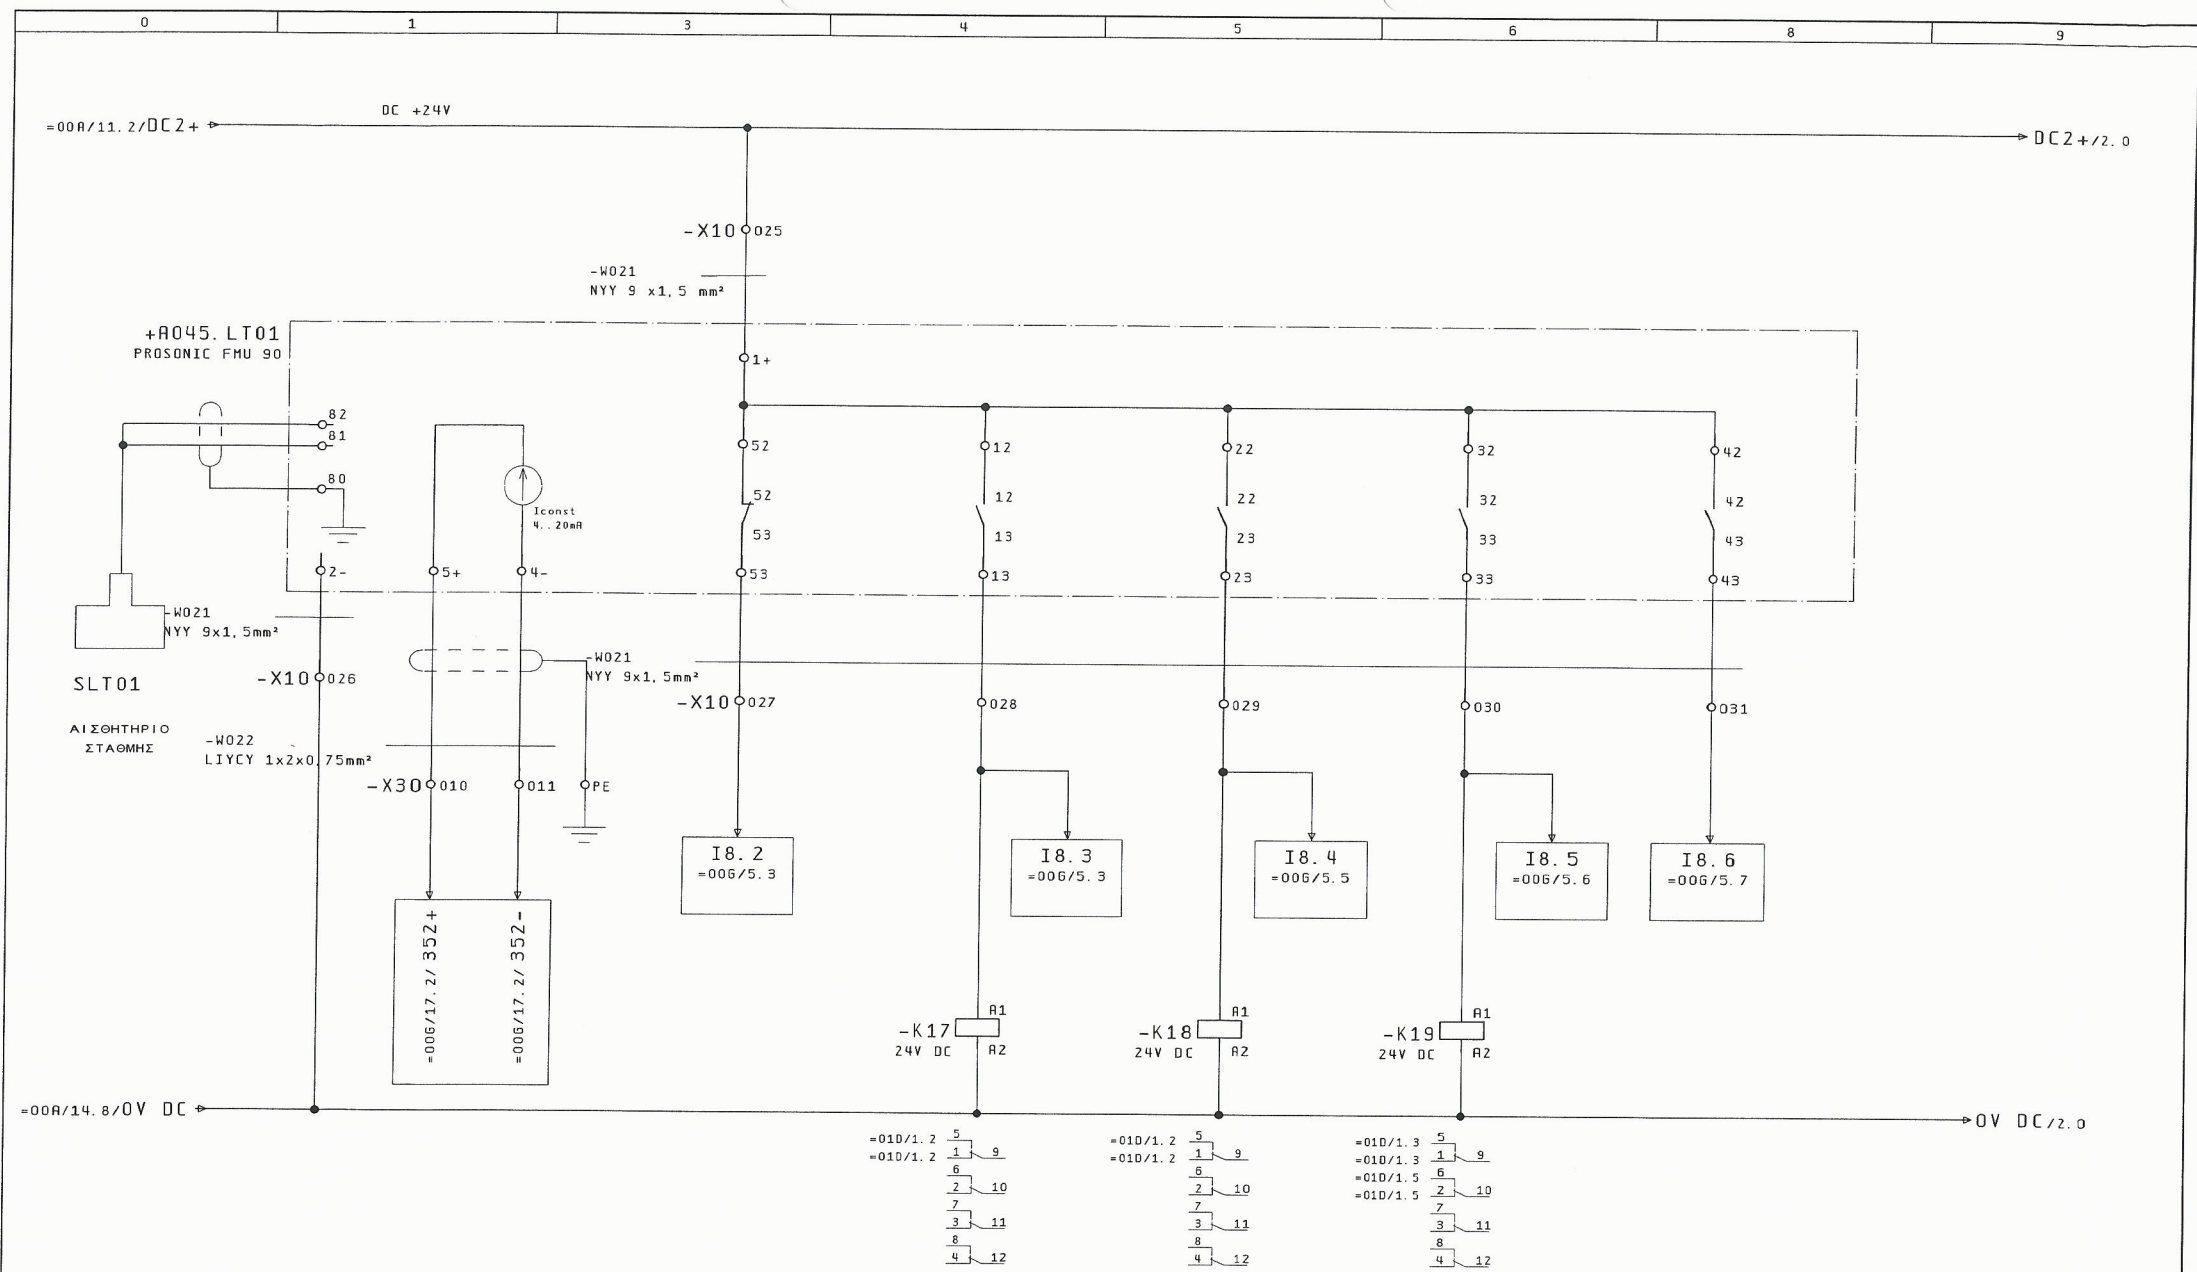 0 1 3 4 5 6 8 9
DC +24V
=00A/11.2/DC2+
DC2+/2.0
-X10 025
-W021
NYY 9 x1,5 mm²
+A045.LT01
PROSONIC FMU 90
1+
82
81
80
52 12 22 32 42
52 12 22 32 42
Iconst
4..20mA
53 13 23 33 43
2- 5+ 4- 53 13 23 33 43
-W021
NYY 9x1,5mm²
-W021
NYY 9x1,5mm²
SLT01
-X10 026
-X10 027 028 029 030 031
ΑΙΣΘΗΤΗΡΙΟ
ΣΤΑΘΜΗΣ
-W022
LIYCY 1x2x0,75mm²
-X30 010 011 PE
I8.2
=00G/5.3
I8.3
=00G/5.3
I8.4
=00G/5.5
I8.5
=00G/5.6
I8.6
=00G/5.7
=00G/17.2/ 352+
=00G/17.2/ 352-
A1
-K17
24V DC A2
A1
-K18
24V DC A2
A1
-K19
24V DC A2
=00A/14.8/0V DC
0V DC/2.0
=01D/1.2 5
=01D/1.2 1 9
6
2 10
7
3 11
8
4 12
=01D/1.2 5
=01D/1.2 1 9
6
2 10
7
3 11
8
4 12
=01D/1.3 5
=01D/1.3 1 9
=01D/1.5 6
=01D/1.5 2 10
7
3 11
8
4 12